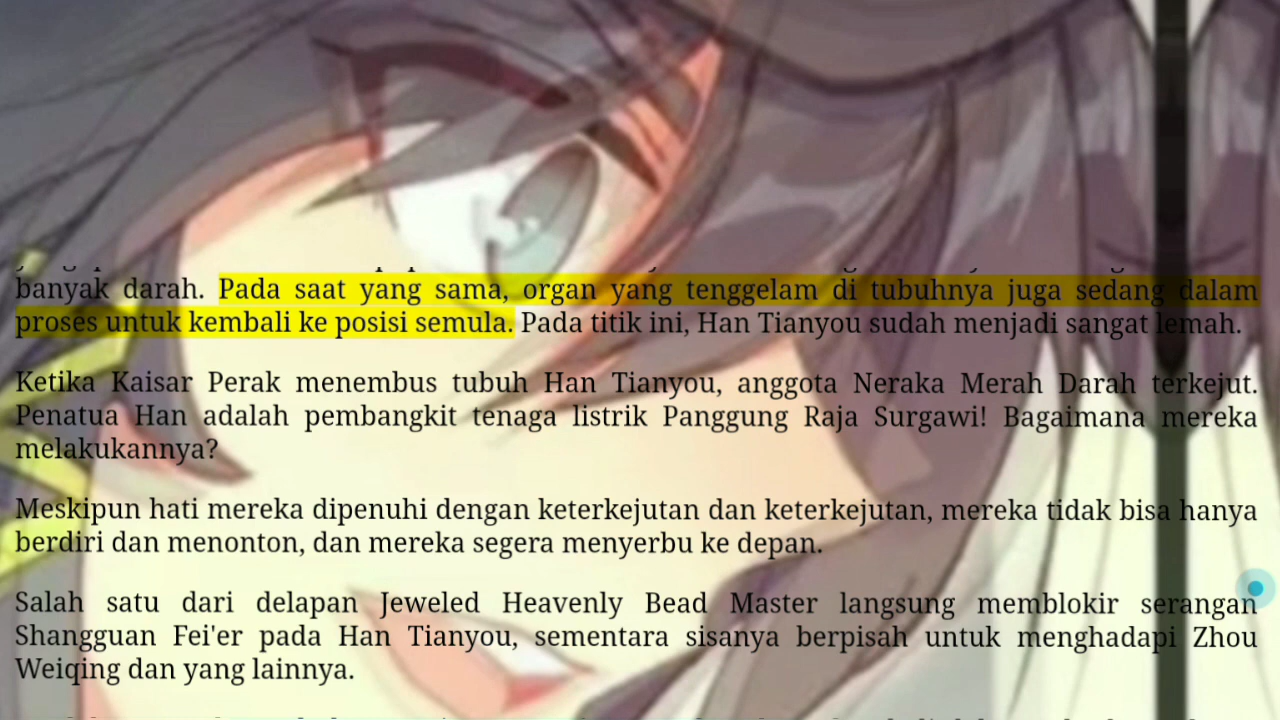 banyak darah. Pada saat yang sama, organ yang tenggelam di tubuhnya juga sedang dalam
proses untuk kembali ke posisi semula. Pada titik ini, Han Tianyou sudah menjadi sangat lemah.
Ketika Kaisar Perak menembus tubuh Han Tianyou, anggota Neraka Merah Darah terkejut.
Penatua Han adalah pembangkit tenaga listrik Panggung Raja Surgawi! Bagaimana mereka
melakukannya?
Meskipun hati mereka dipenuhi dengan keterkejutan dan keterkejutan, mereka tidak bisa hanya
berdiri dan menonton, dan mereka segera menyerbu ke depan.
Salah satu dari delapan Jeweled Heavenly Bead Master langsung memblokir serangan
Shangguan Fei'er pada Han Tianyou, sementara sisanya berpisah untuk menghadapi Zhou
Weiqing dan yang lainnya.